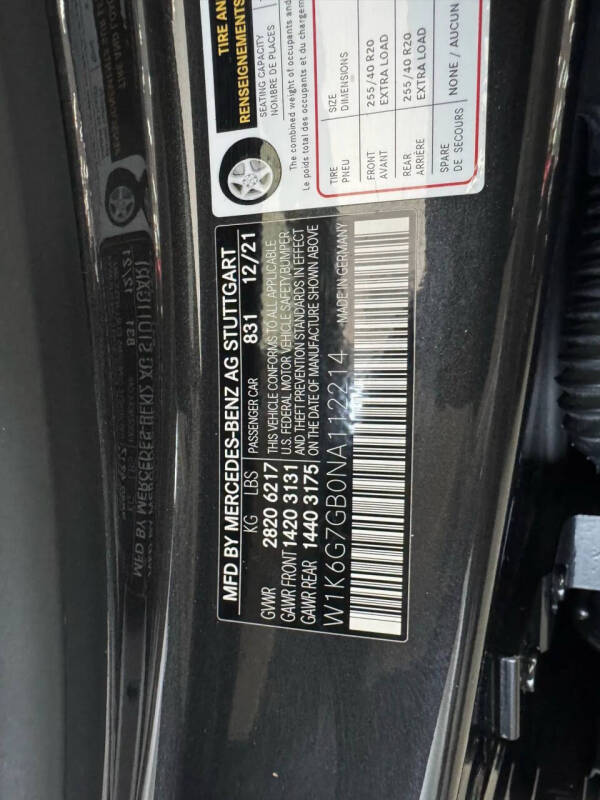 TIRE AN
RENSEIGNEMENTS
SEATING CAPACITY
NOMBRE DE PLACES
The combined weight of occupants and
Le poids total des occupants et du chargem
TIRE SIZE
PNEU DIMENSIONS
FRONT 255/40 R20
AVANT EXTRA LOAD
REAR 255/40 R20
ARRIÈRE EXTRA LOAD
SPARE NONE / AUCUN
DE SECOURS
MFD BY MERCEDES-BENZ AG STUTTGART
KG LBS PASSENGER CAR 831 12/21
GVWR 2820 6217 THIS VEHICLE CONFORMS TO ALL APPLICABLE
U.S. FEDERAL MOTOR VEHICLE SAFETY,BUMPER
GAWR FRONT 1420 3131 AND THEFT PREVENTION STANDARDS IN EFFECT
GAWR REAR 1440 3175 ON THE DATE OF MANUFACTURE SHOWN ABOVE
W1K6G7GB0NA112214 MADE IN GERMANY